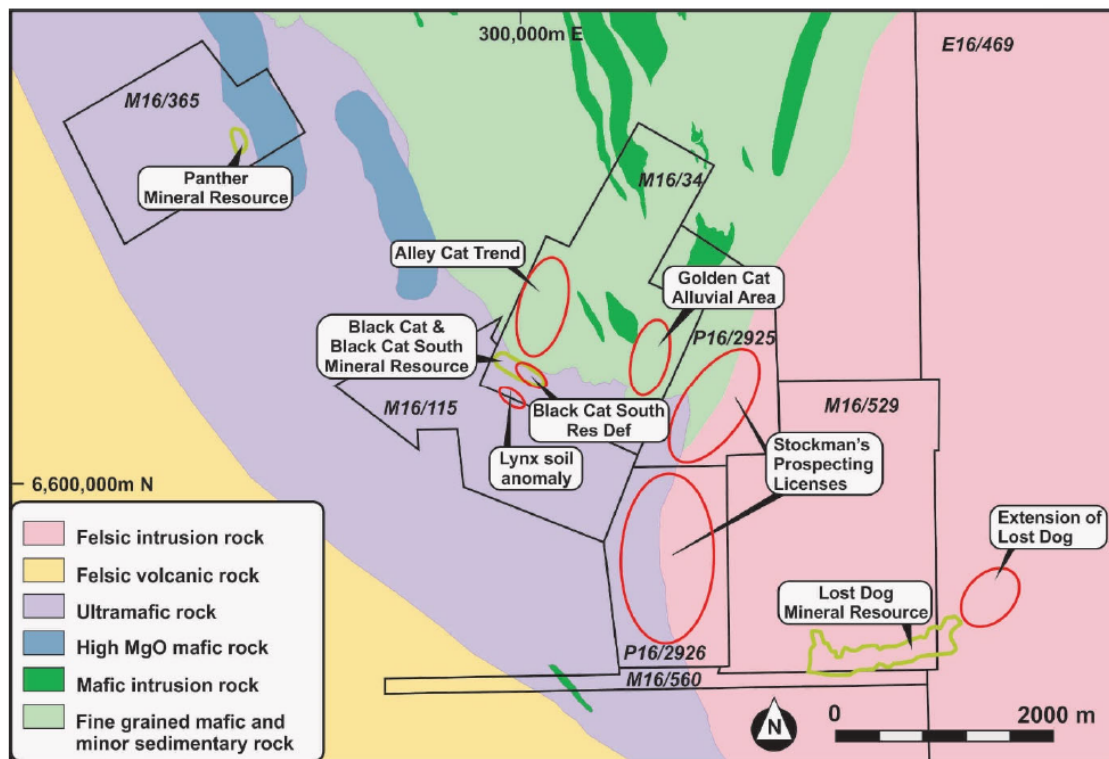 300,000m E
E16/469
M16/365
Panther
Mineral Resource
M16/34
Alley Cat Trend
Golden Cat
Alluvial Area
Black Cat &
Black Cat South
Mineral Resource
P16/2925
M16/115
Black Cat South
Res Def
M16/529
Lynx soil
anomaly
Stockman's
Prospecting
Licenses
6,600,000m N
Extension of
Lost Dog
Lost Dog
Mineral Resource
P16/2926
M16/560
Felsic intrusion rock
Felsic volcanic rock
Ultramafic rock
High MgO mafic rock
Mafic intrusion rock
Fine grained mafic and
minor sedimentary rock
N
0 2000 m